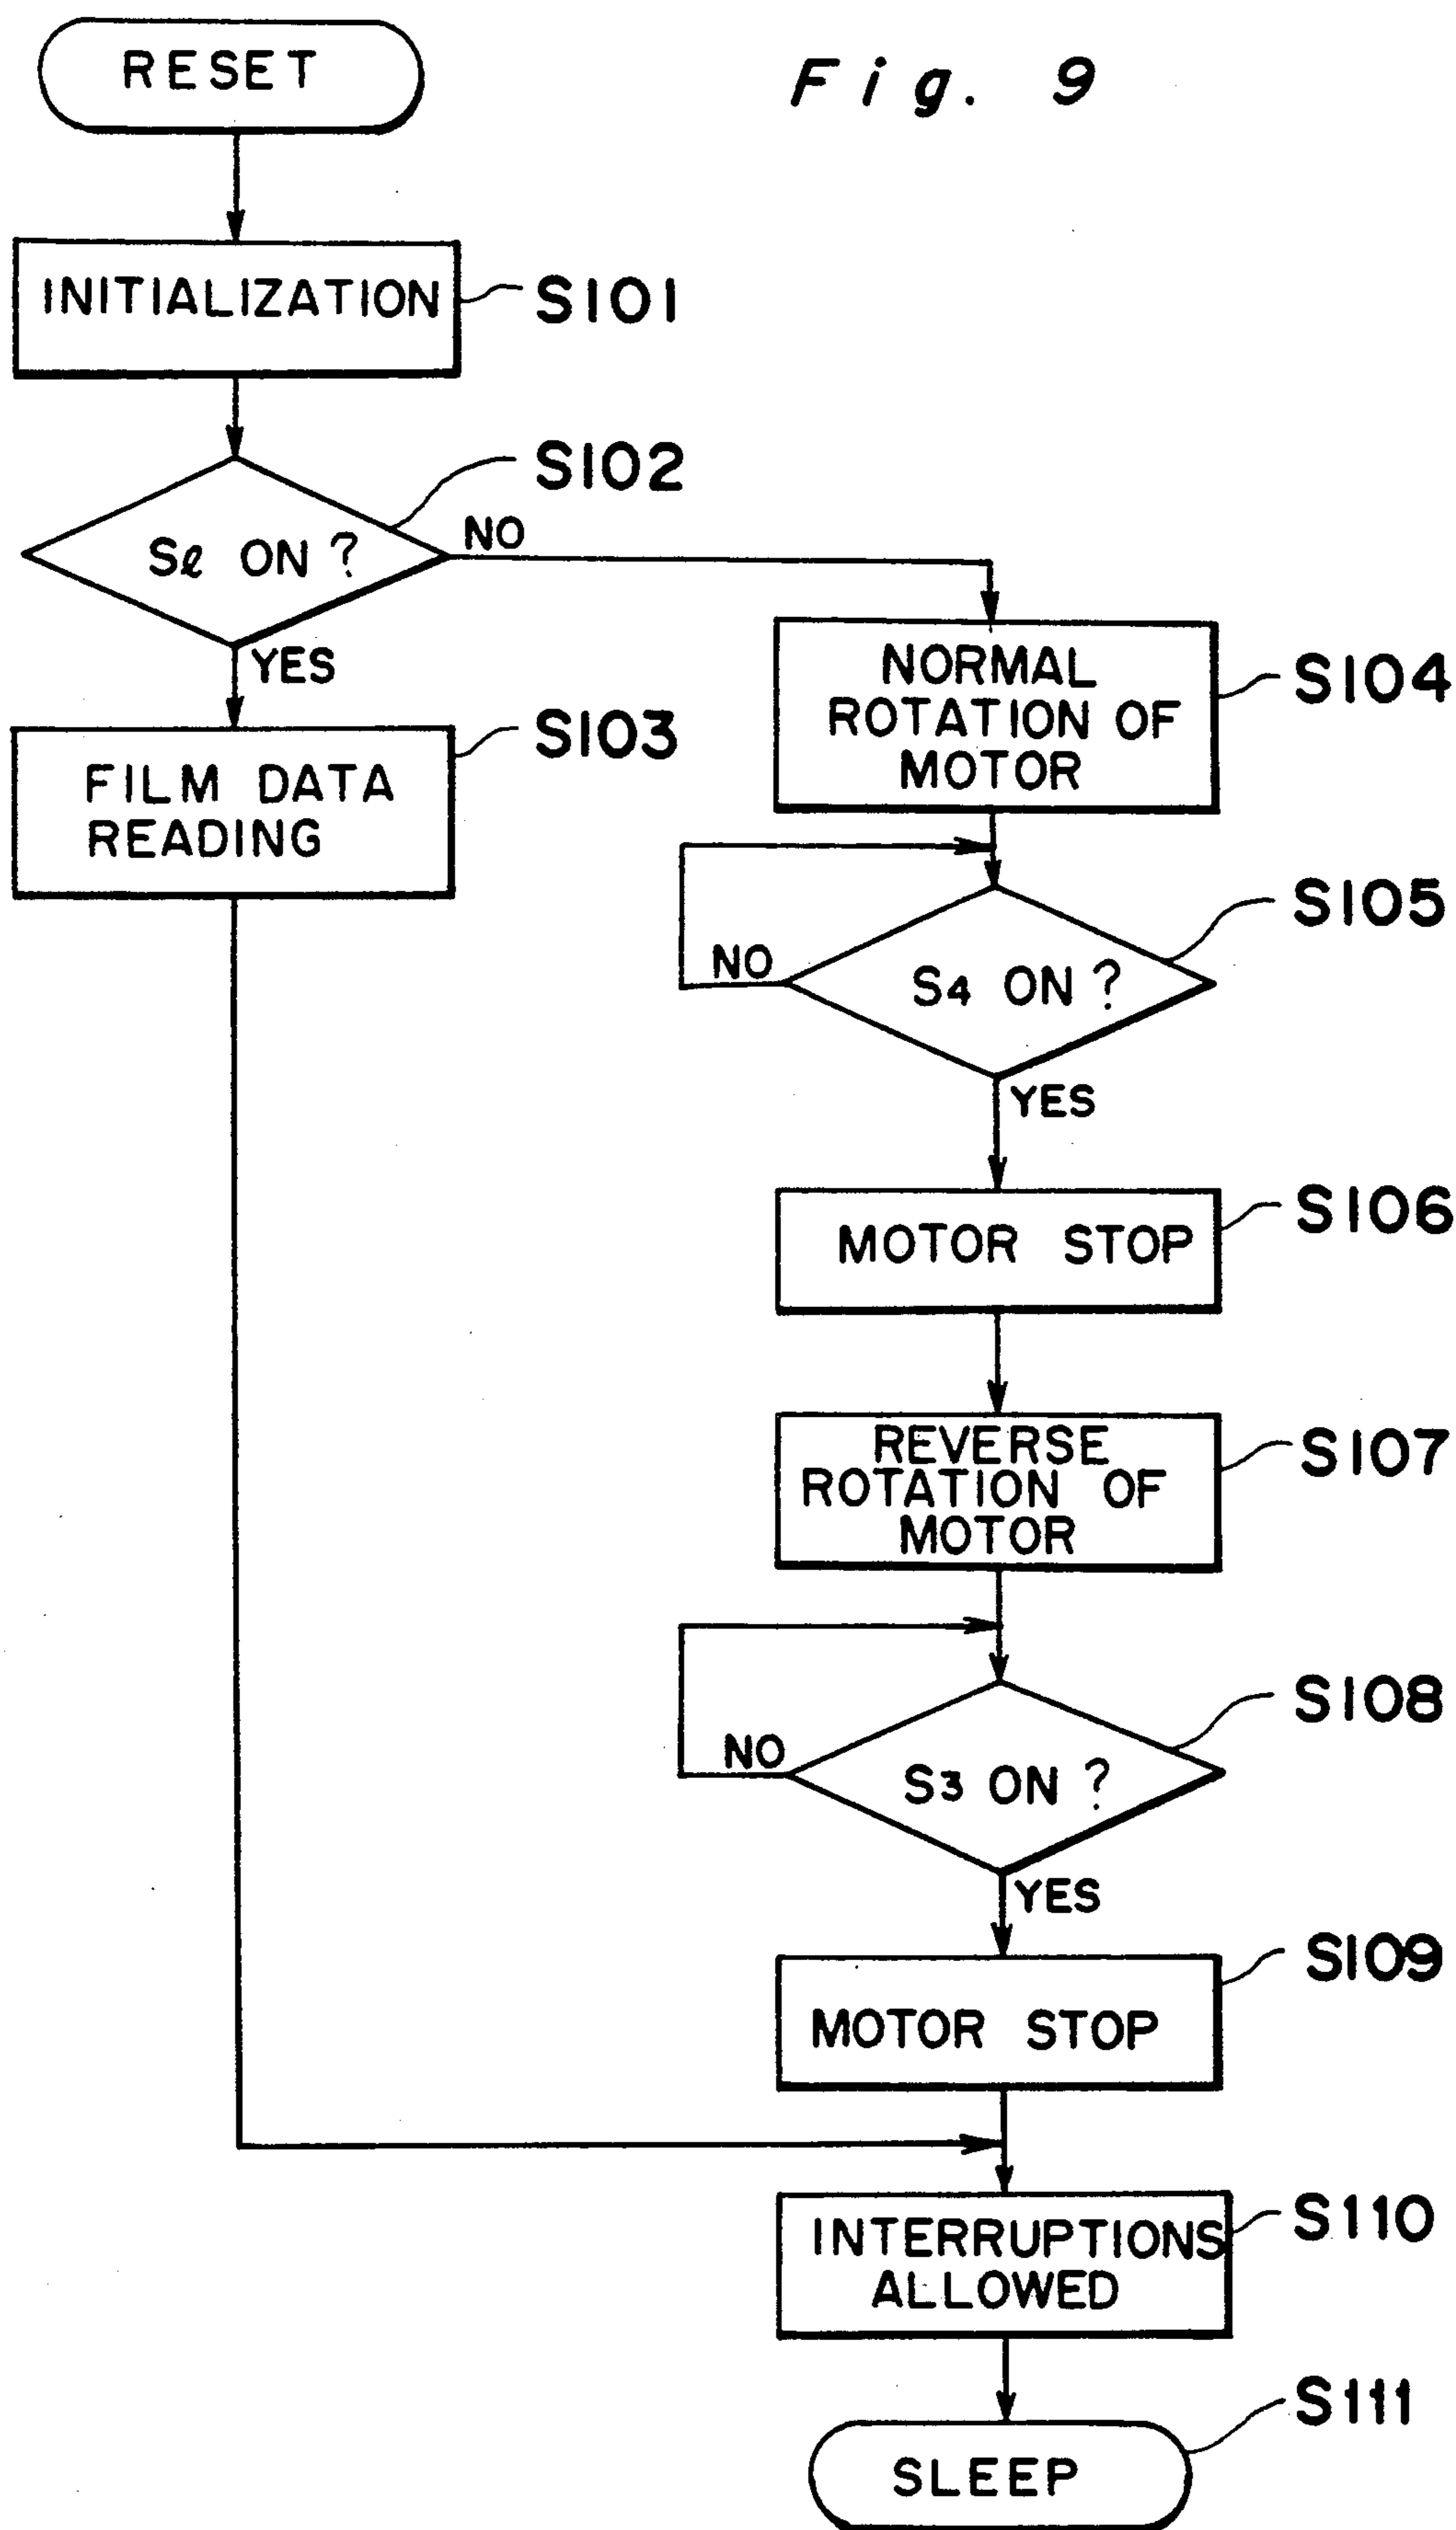 Fig. 9
RESET
INITIALIZATION
S101
S102
Sℓ ON ?
NO
YES
FILM DATA
READING
S103
NORMAL
ROTATION OF
MOTOR
S104
S105
S4 ON ?
NO
YES
MOTOR STOP
S106
REVERSE
ROTATION OF
MOTOR
S107
S108
S3 ON ?
NO
YES
MOTOR STOP
S109
INTERRUPTIONS
ALLOWED
S110
SLEEP
S111